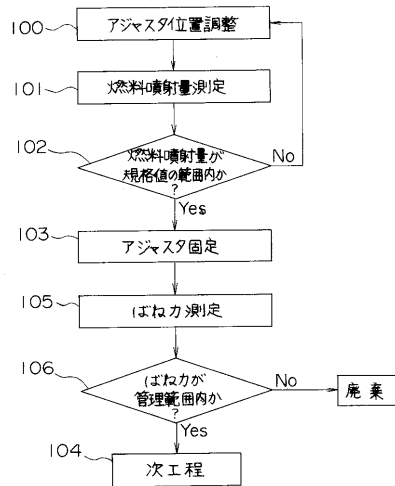 100
アジャスタ位置調整
101
燃料噴射量測定
102
燃料噴射量が
規格値の範囲内か
?
No
Yes
103
アジャスタ固定
105
ばね力測定
106
ばね力が
管理範囲内か
?
No
廃棄
Yes
104
次工程